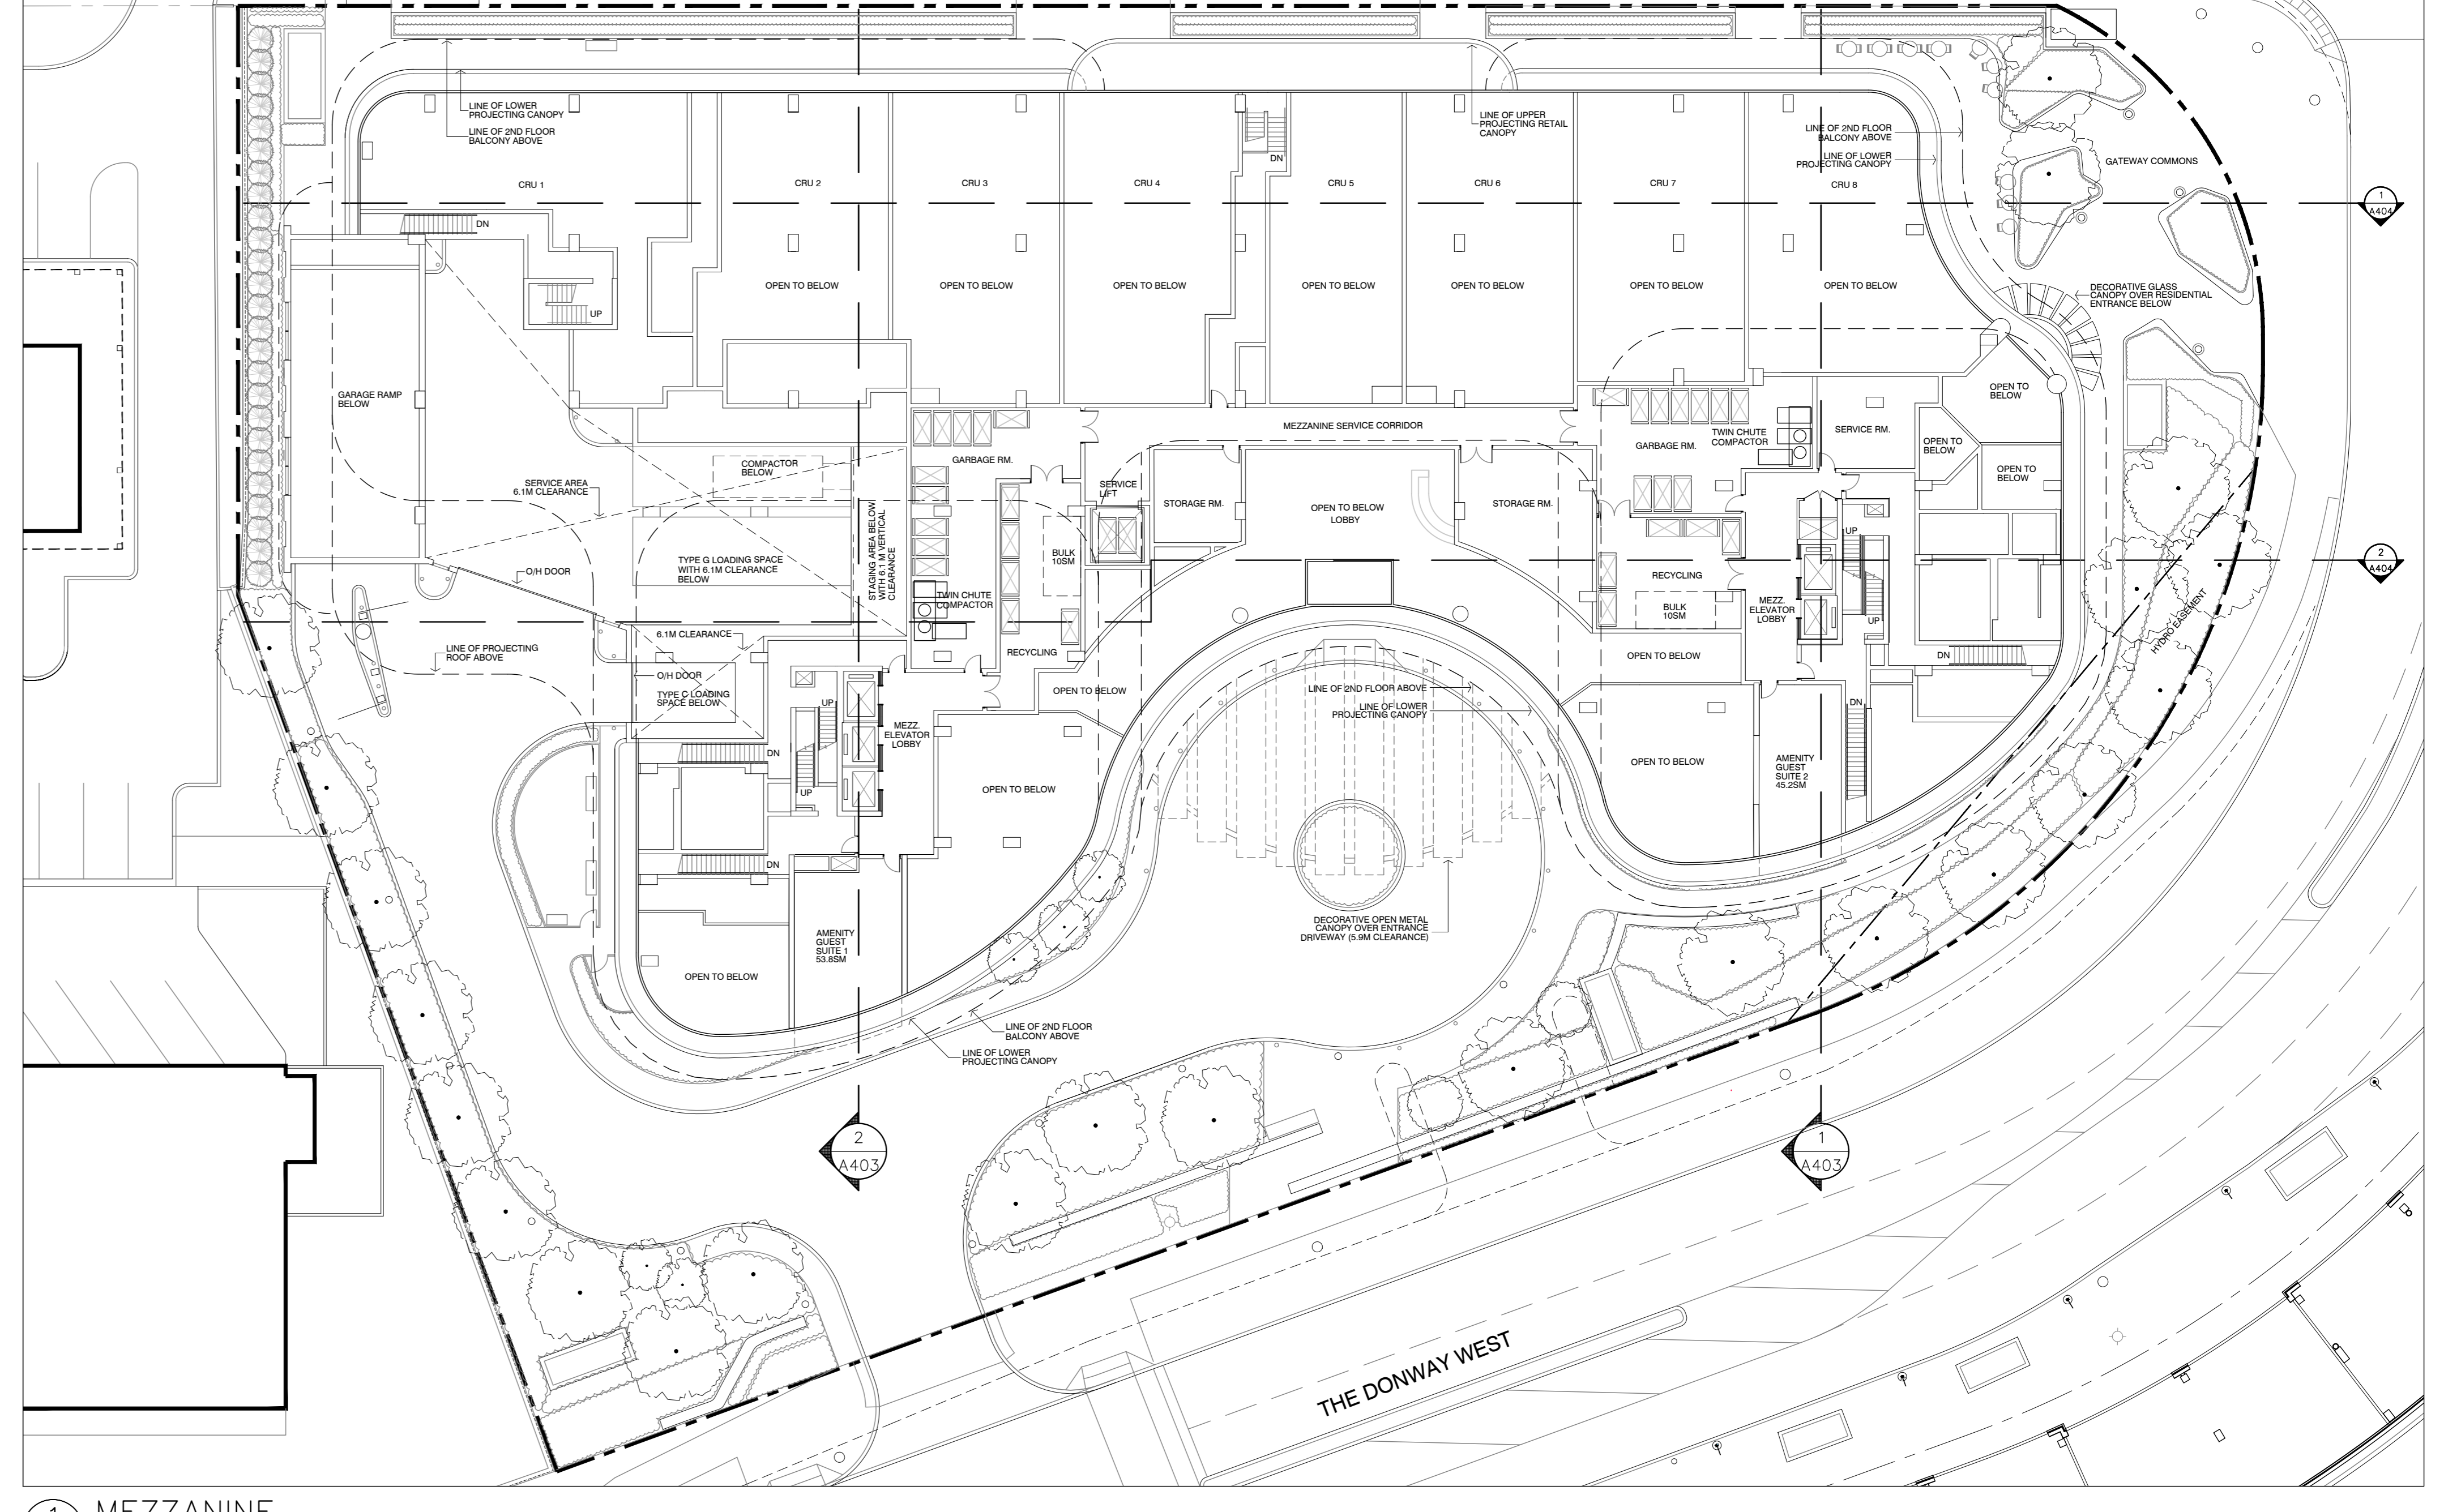 LINE OF LOWER
PROJECTING CANOPY
LINE OF 2ND FLOOR
BALCONY ABOVE
LINE OF UPPER
PROJECTING RETAIL
CANOPY
LINE OF 2ND FLOOR
BALCONY ABOVE
LINE OF LOWER
PROJECTING CANOPY
GATEWAY COMMONS
DN
CRU 1
CRU 2
CRU 3
CRU 4
CRU 5
CRU 6
CRU 7
CRU 8
1
A404
DN
UP
OPEN TO BELOW
OPEN TO BELOW
OPEN TO BELOW
OPEN TO BELOW
OPEN TO BELOW
OPEN TO BELOW
OPEN TO BELOW
DECORATIVE GLASS
CANOPY OVER RESIDENTIAL
ENTRANCE BELOW
GARAGE RAMP
BELOW
OPEN TO
BELOW
MEZZANINE SERVICE CORRIDOR
TWIN CHUTE
COMPACTOR
SERVICE RM.
GARBAGE RM.
OPEN TO
BELOW
COMPACTOR
BELOW
GARBAGE RM.
OPEN TO
BELOW
SERVICE AREA
6.1M CLEARANCE
SERVICE
LIFT
STORAGE RM.
OPEN TO BELOW
LOBBY
STORAGE RM.
STAGING AREA BELOW
WITH 6.1 M VERTICAL
CLEARANCE
UP
BULK
10SM
TYPE G LOADING SPACE
WITH 6.1M CLEARANCE
BELOW
O/H DOOR
2
A404
RECYCLING
TWIN CHUTE
COMPACTOR
BULK
10SM
MEZZ.
ELEVATOR
LOBBY
UP
HYDRO EASEMENT
6.1M CLEARANCE
LINE OF PROJECTING
ROOF ABOVE
RECYCLING
OPEN TO BELOW
DN
O/H DOOR
TYPE C LOADING
SPACE BELOW
OPEN TO BELOW
LINE OF 2ND FLOOR ABOVE
LINE OF LOWER
PROJECTING CANOPY
UP
DN
MEZZ.
ELEVATOR
LOBBY
DN
UP
OPEN TO BELOW
OPEN TO BELOW
AMENITY
GUEST
SUITE 2
45.2SM
DN
DECORATIVE OPEN METAL
CANOPY OVER ENTRANCE
DRIVEWAY (5.9M CLEARANCE)
AMENITY
GUEST
SUITE 1
53.8SM
OPEN TO BELOW
LINE OF 2ND FLOOR
BALCONY ABOVE
LINE OF LOWER
PROJECTING CANOPY
2
A403
1
A403
THE DONWAY WEST
1
MEZZANINE